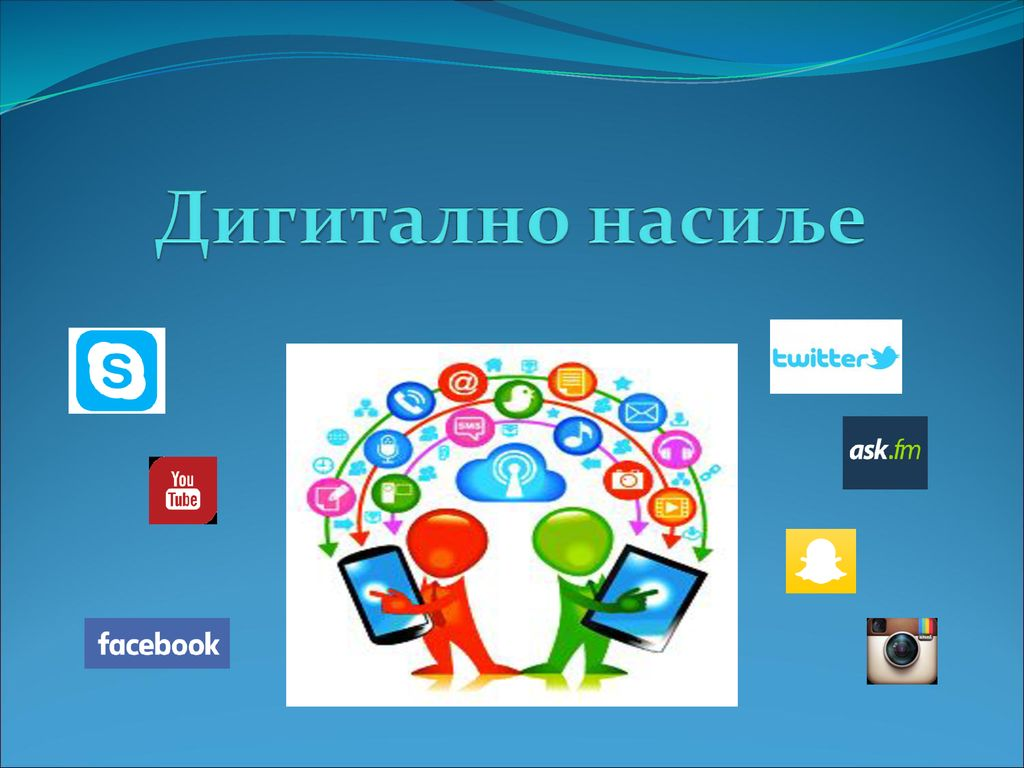 Дигитално насиље
S
twitter
You
Tube
ask.fm
facebook
@
SMS